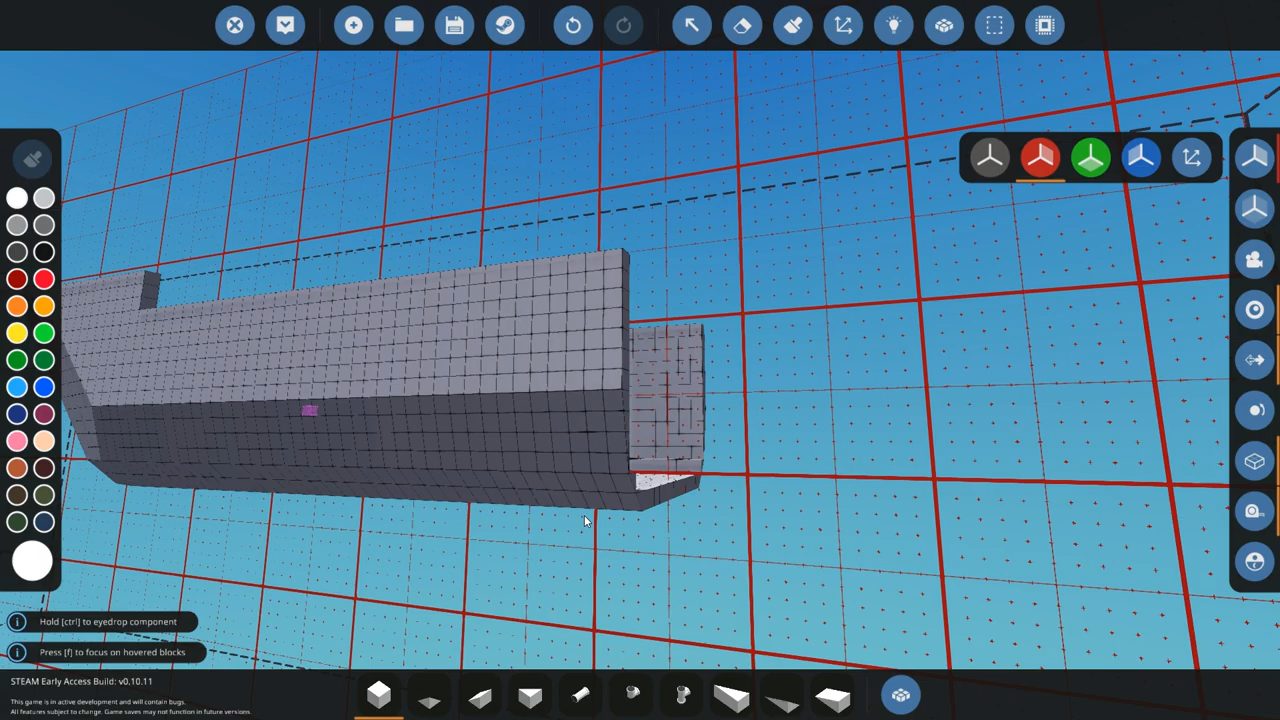 Hold [ctrl] to eyedrop component
Press [f] to focus on hovered blocks
STEAM Early Access Build: v0.10.11
This game is in active development and will contain bugs.
All features subject to change. Game saves may not function in future versions.